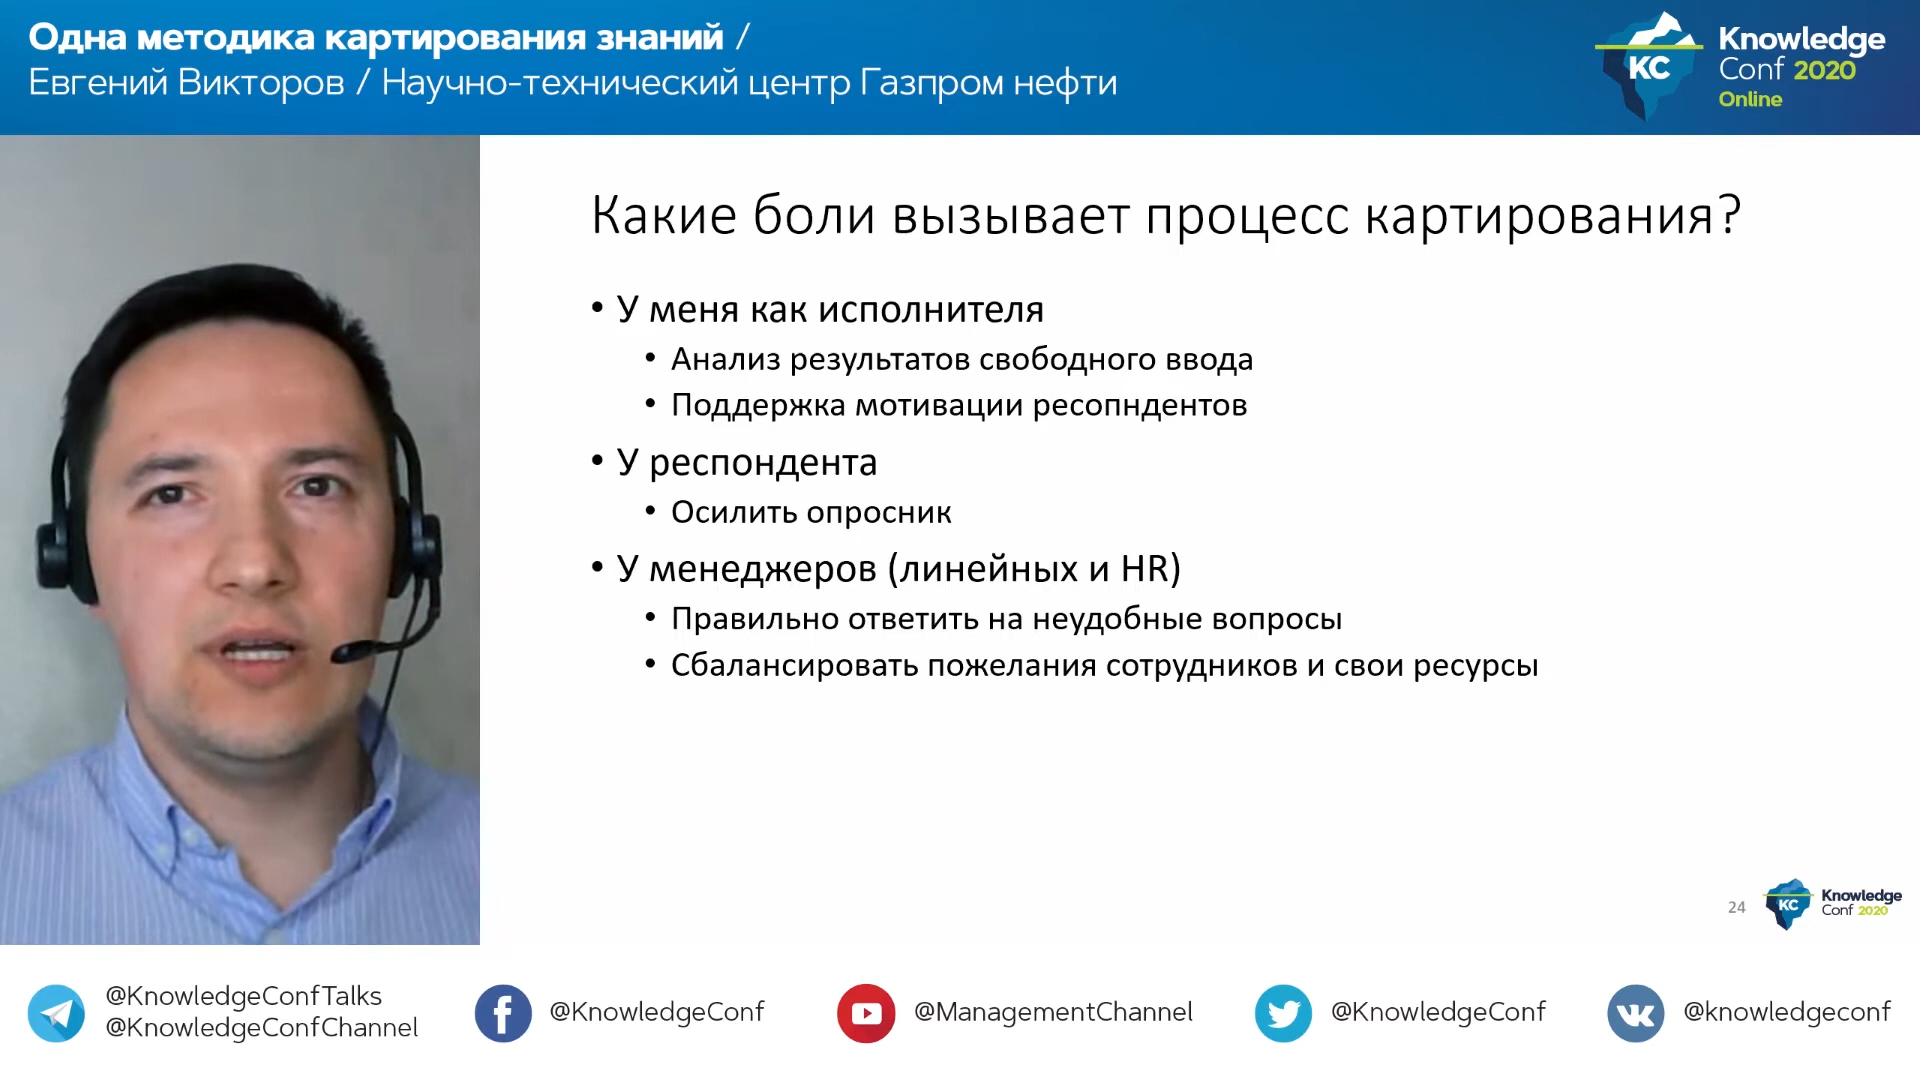 Одна методика картирования знаний /
Евгений Викторов / Научно-технический центр Газпром нефти
KC
Knowledge
Conf 2020
Online
Какие боли вызывает процесс картирования?
• У меня как исполнителя
• Анализ результатов свободного ввода
• Поддержка мотивации ресопндентов
• У респондента
• Осилить опросник
• У менеджеров (линейных и HR)
• Правильно ответить на неудобные вопросы
• Сбалансировать пожелания сотрудников и свои ресурсы
24
KC
Knowledge
Conf 2020
@KnowledgeConfTalks
@KnowledgeConfChannel
@KnowledgeConf
@ManagementChannel
@KnowledgeConf
@knowledgeconf